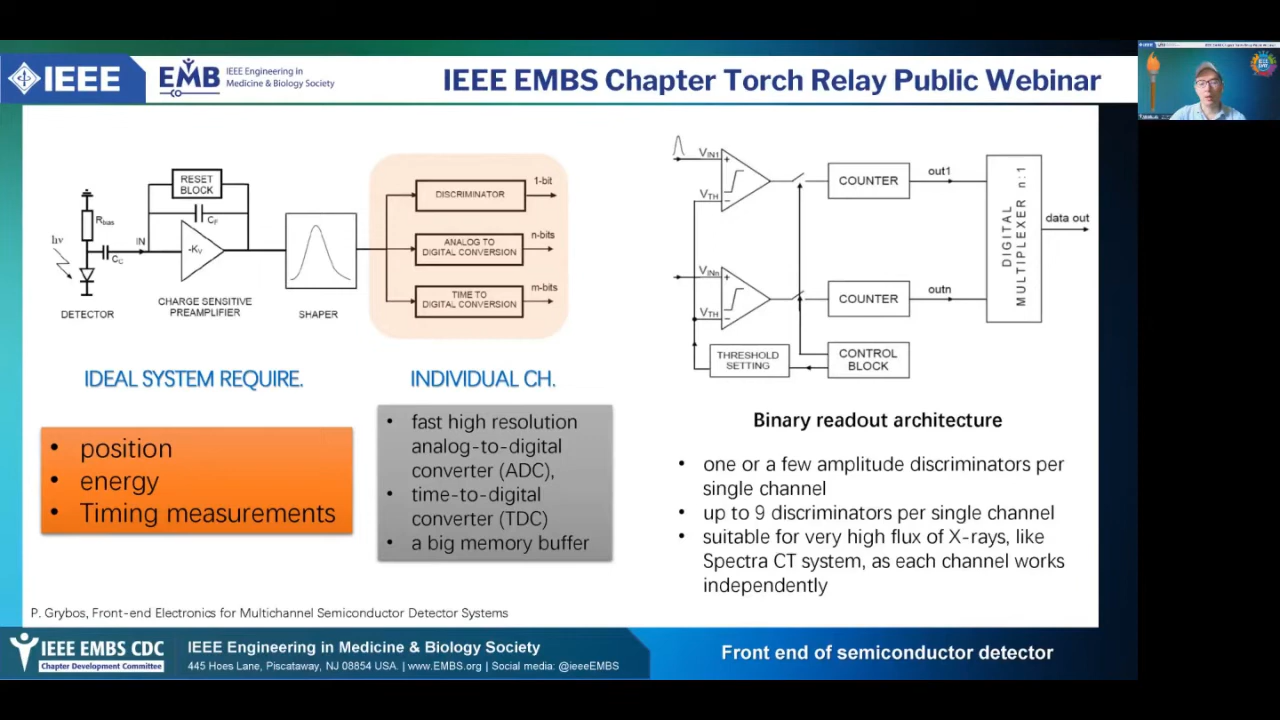 IEEE
EMB
IEEE Engineering in
Medicine & Biology Society
IEEE EMBS Chapter Torch Relay Public Webinar
RESET
BLOCK
Rbias
CF
hν
IN
CC
-KV
DETECTOR
CHARGE SENSITIVE
PREAMPLIFIER
SHAPER
DISCRIMINATOR
1-bit
ANALOG TO
DIGITAL CONVERSION
n-bits
TIME TO
DIGITAL CONVERSION
m-bits
VIN1
+
VTH
−
COUNTER
out1
DIGITAL
MULTIPLEXER n:1
data out
VINn
+
VTH
−
COUNTER
outn
THRESHOLD
SETTING
CONTROL
BLOCK
IDEAL SYSTEM REQUIRE.
• position
• energy
• Timing measurements
INDIVIDUAL CH.
• fast high resolution
analog-to-digital
converter (ADC),
• time-to-digital
converter (TDC)
• a big memory buffer
Binary readout architecture
• one or a few amplitude discriminators per
single channel
• up to 9 discriminators per single channel
• suitable for very high flux of X-rays, like
Spectra CT system, as each channel works
independently
P. Grybos, Front-end Electronics for Multichannel Semiconductor Detector Systems
IEEE EMBS CDC
Chapter Development Committee
IEEE Engineering in Medicine & Biology Society
445 Hoes Lane, Piscataway, NJ 08854 USA. | www.EMBS.org | Social media: @ieeeEMBS
Front end of semiconductor detector